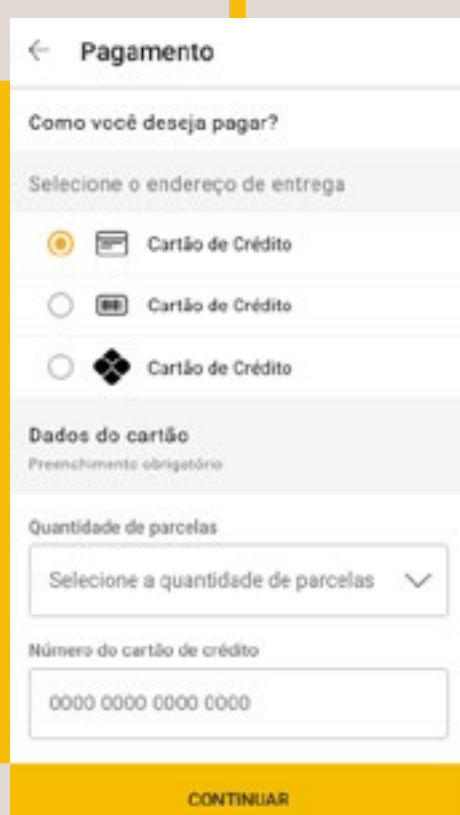 Pagamento
Como você deseja pagar?
Selecione o endereço de entrega
Cartão de Crédito
Cartão de Crédito
Cartão de Crédito
Dados do cartão
Preenchimento obrigatório
Quantidade de parcelas
Selecione a quantidade de parcelas
Número do cartão de crédito
0000 0000 0000 0000
CONTINUAR